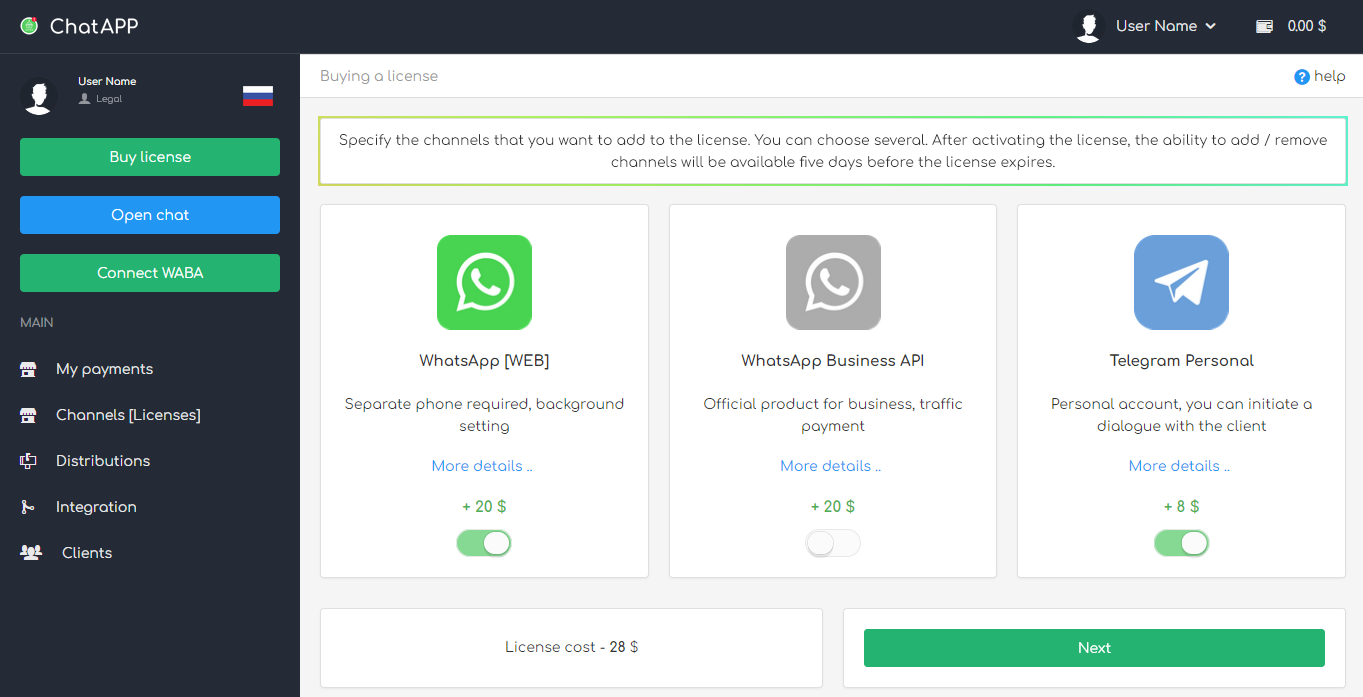 ChatAPP
User Name
0.00 $
User Name
Legal
Buy license
Open chat
Connect WABA
MAIN
My payments
Channels [Licenses]
Distributions
Integration
Clients
Buying a license
? help
Specify the channels that you want to add to the license. You can choose several. After activating the license, the ability to add / remove
channels will be available five days before the license expires.
WhatsApp [WEB]
Separate phone required, background
setting
More details ..
+ 20 $
WhatsApp Business API
Official product for business, traffic
payment
More details ..
+ 20 $
Telegram Personal
Personal account, you can initiate a
dialogue with the client
More details ..
+ 8 $
License cost - 28 $
Next